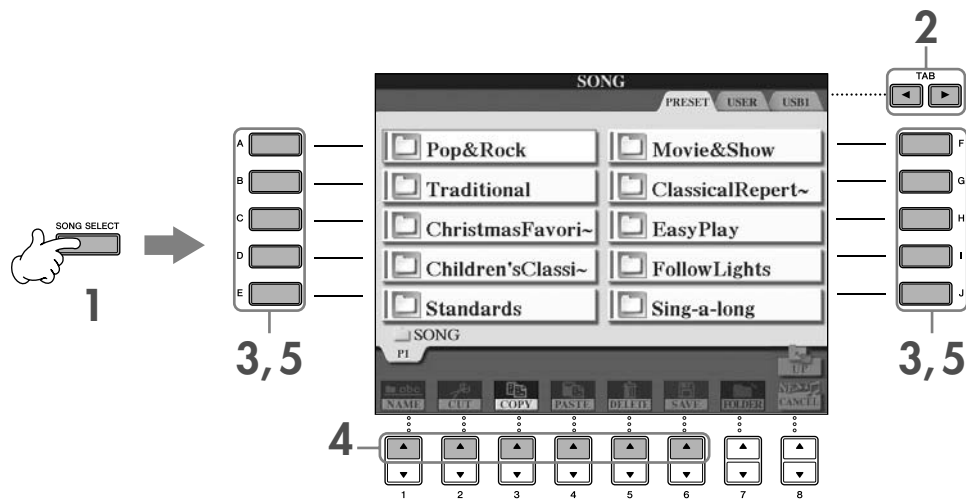 2
TAB
SONG
PRESET USER USB1
A Pop&Rock Movie&Show F
B Traditional ClassicalRepert~ G
SONG SELECT
C ChristmasFavori~ EasyPlay H
D Children'sClassi~ FollowLights I
E Standards Sing-a-long J
1
SONG
P1
3, 5 3, 5
UP
NAME CUT COPY PASTE DELETE SAVE FOLDER CANCEL
4
1 2 3 4 5 6 7 8